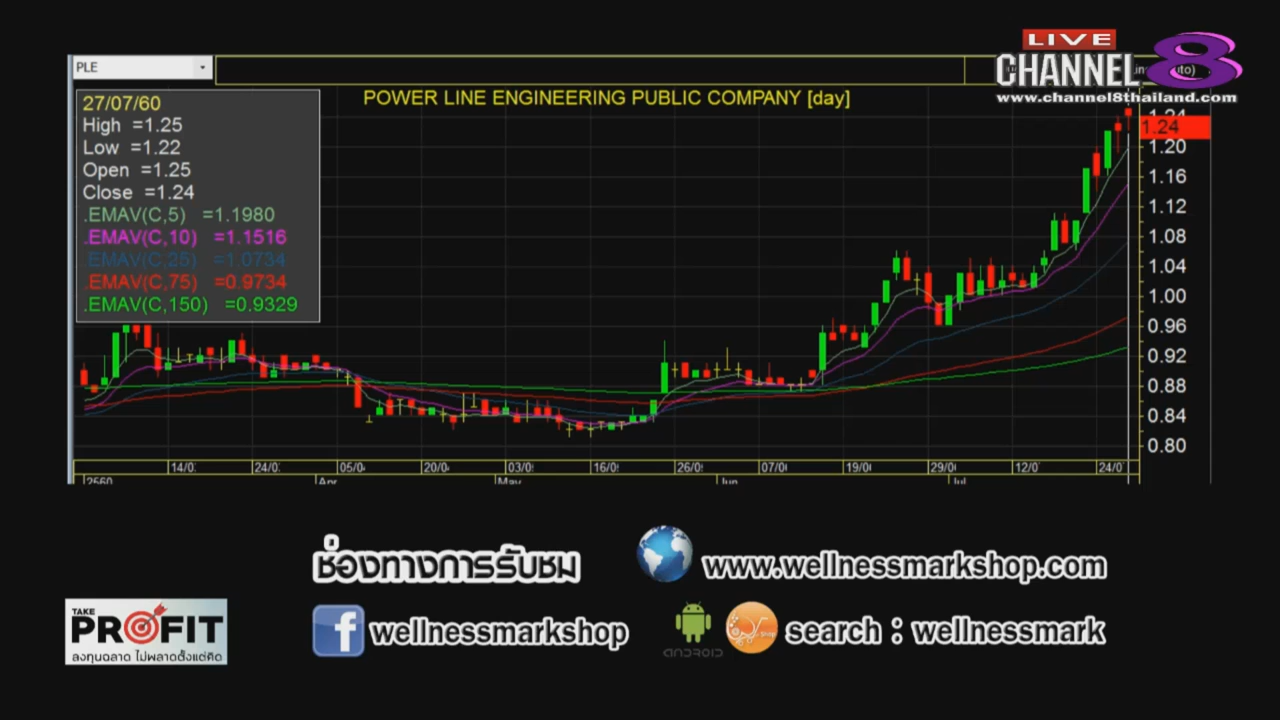 LIVE
CHANNEL 8
www.channel8thailand.com
PLE
POWER LINE ENGINEERING PUBLIC COMPANY [day]
27/07/60
High =1.25
Low =1.22
Open =1.25
Close =1.24
.EMAV(C,5) =1.1980
.EMAV(C,10) =1.1516
.EMAV(C,25) =1.0734
.EMAV(C,75) =0.9734
.EMAV(C,150) =0.9329
1.24
1.24
1.20
1.16
1.12
1.08
1.04
1.00
0.96
0.92
0.88
0.84
0.80
14/0 24/0 05/0 20/0 03/0 16/0 26/0 07/0 19/0 29/0 12/0 24/0
2560 Apr May Jun Jul
ช่องทางการรับชม
www.wellnessmarkshop.com
TAKE
PROFIT
ลงทุนฉลาด ไม่พลาดตั้งแต่คิด
wellnessmarkshop
ANDROID
search : wellnessmark